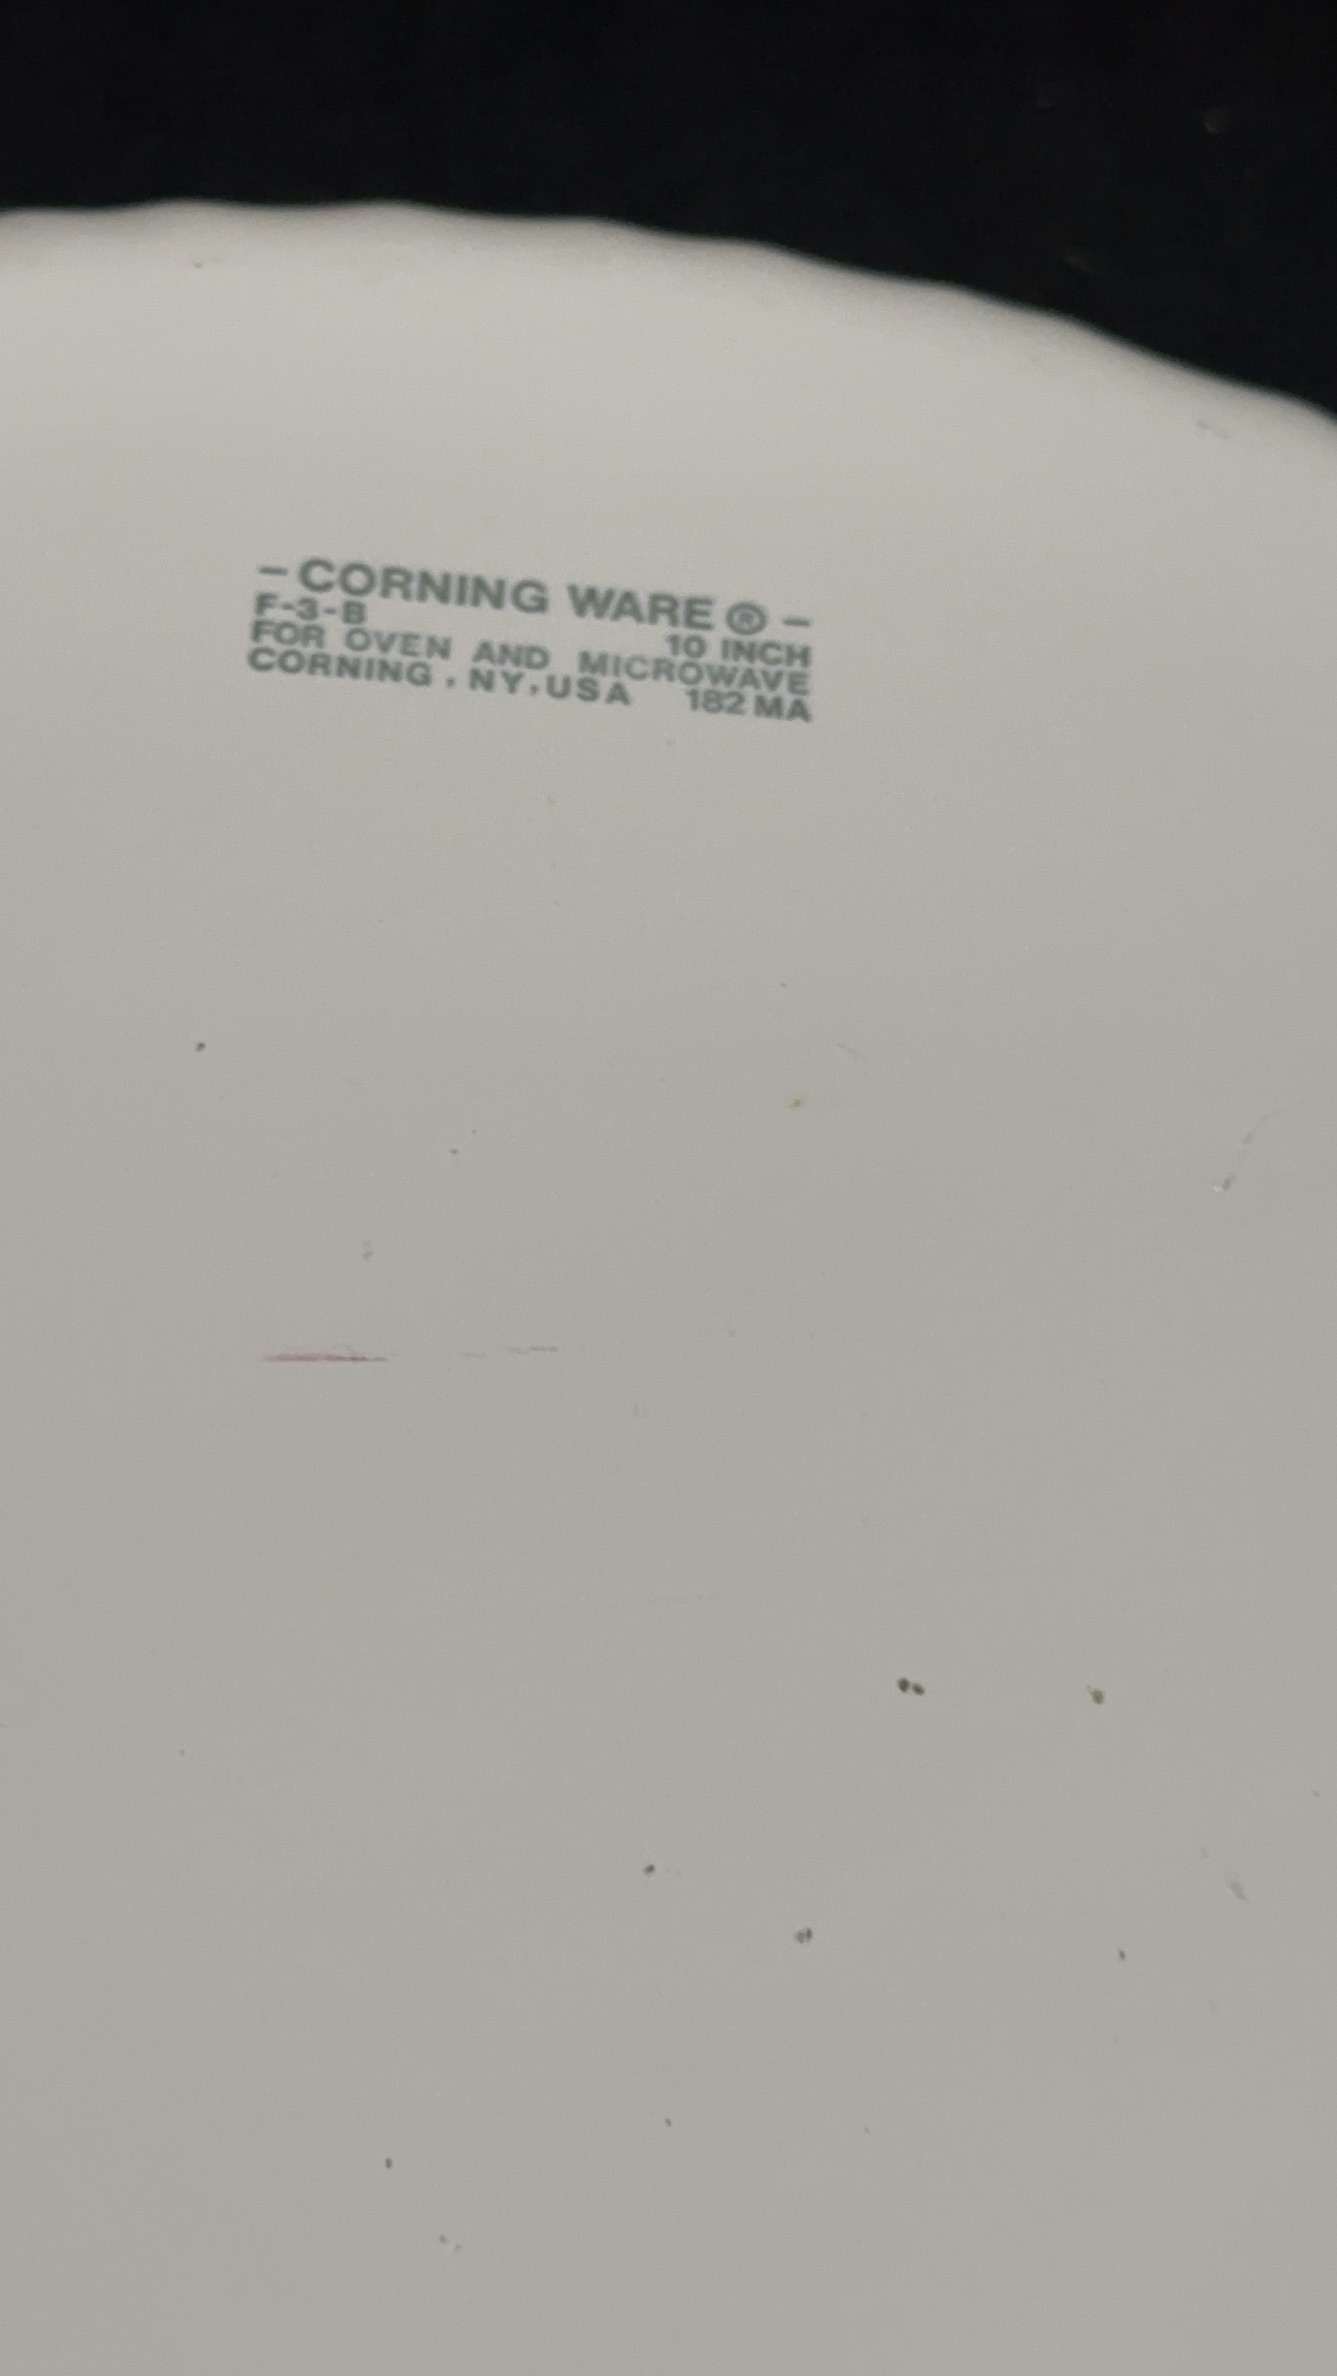 – CORNING WARE ® –
F-3-B 10 INCH
FOR OVEN AND MICROWAVE
CORNING , NY, USA 182 MA